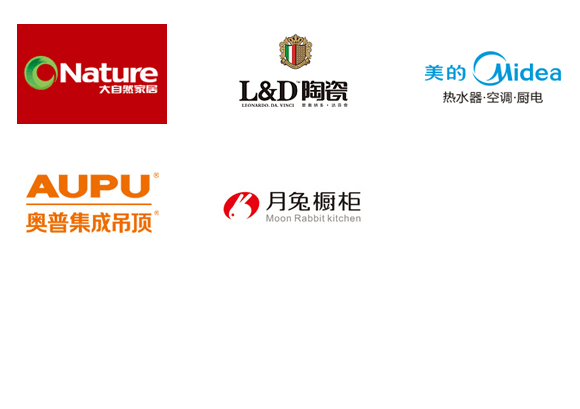 Nature
大自然家居
L&D陶瓷
LEONARDO. DA. VINCI
美的 Midea
热水器·空调·厨电
AUPU®
奥普集成吊顶®
月兔橱柜
Moon Rabbit kitchen